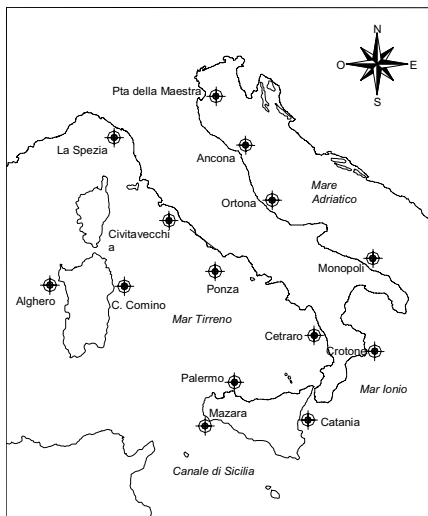 N
O
E
S
Pta della Maestra
La Spezia
Ancona
Mare
Adriatico
Ortona
Civitavecchi
a
Monopoli
Alghero
C. Comino
Ponza
Mar Tirreno
Cetraro
Crotone
Palermo
Mar Ionio
Mazara
Catania
Canale di Sicilia